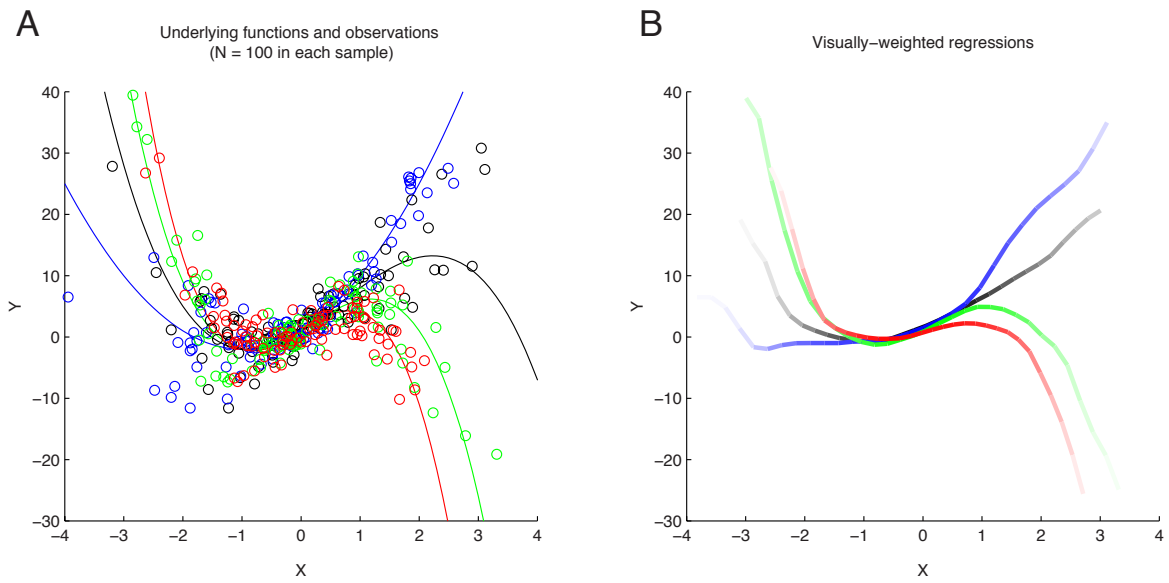 A
Underlying functions and observations
(N = 100 in each sample)
40
30
20
10
0
−10
−20
−30
Y
−4 −3 −2 −1 0 1 2 3 4
X
B
Visually−weighted regressions
40
30
20
10
0
−10
−20
−30
Y
−4 −3 −2 −1 0 1 2 3 4
X